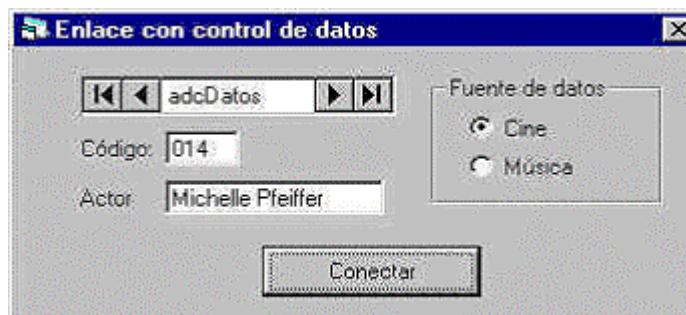 Enlace con control de datos
adcDatos
Fuente de datos
Cine
Código: 014
Música
Actor Michelle Pfeiffer
Conectar